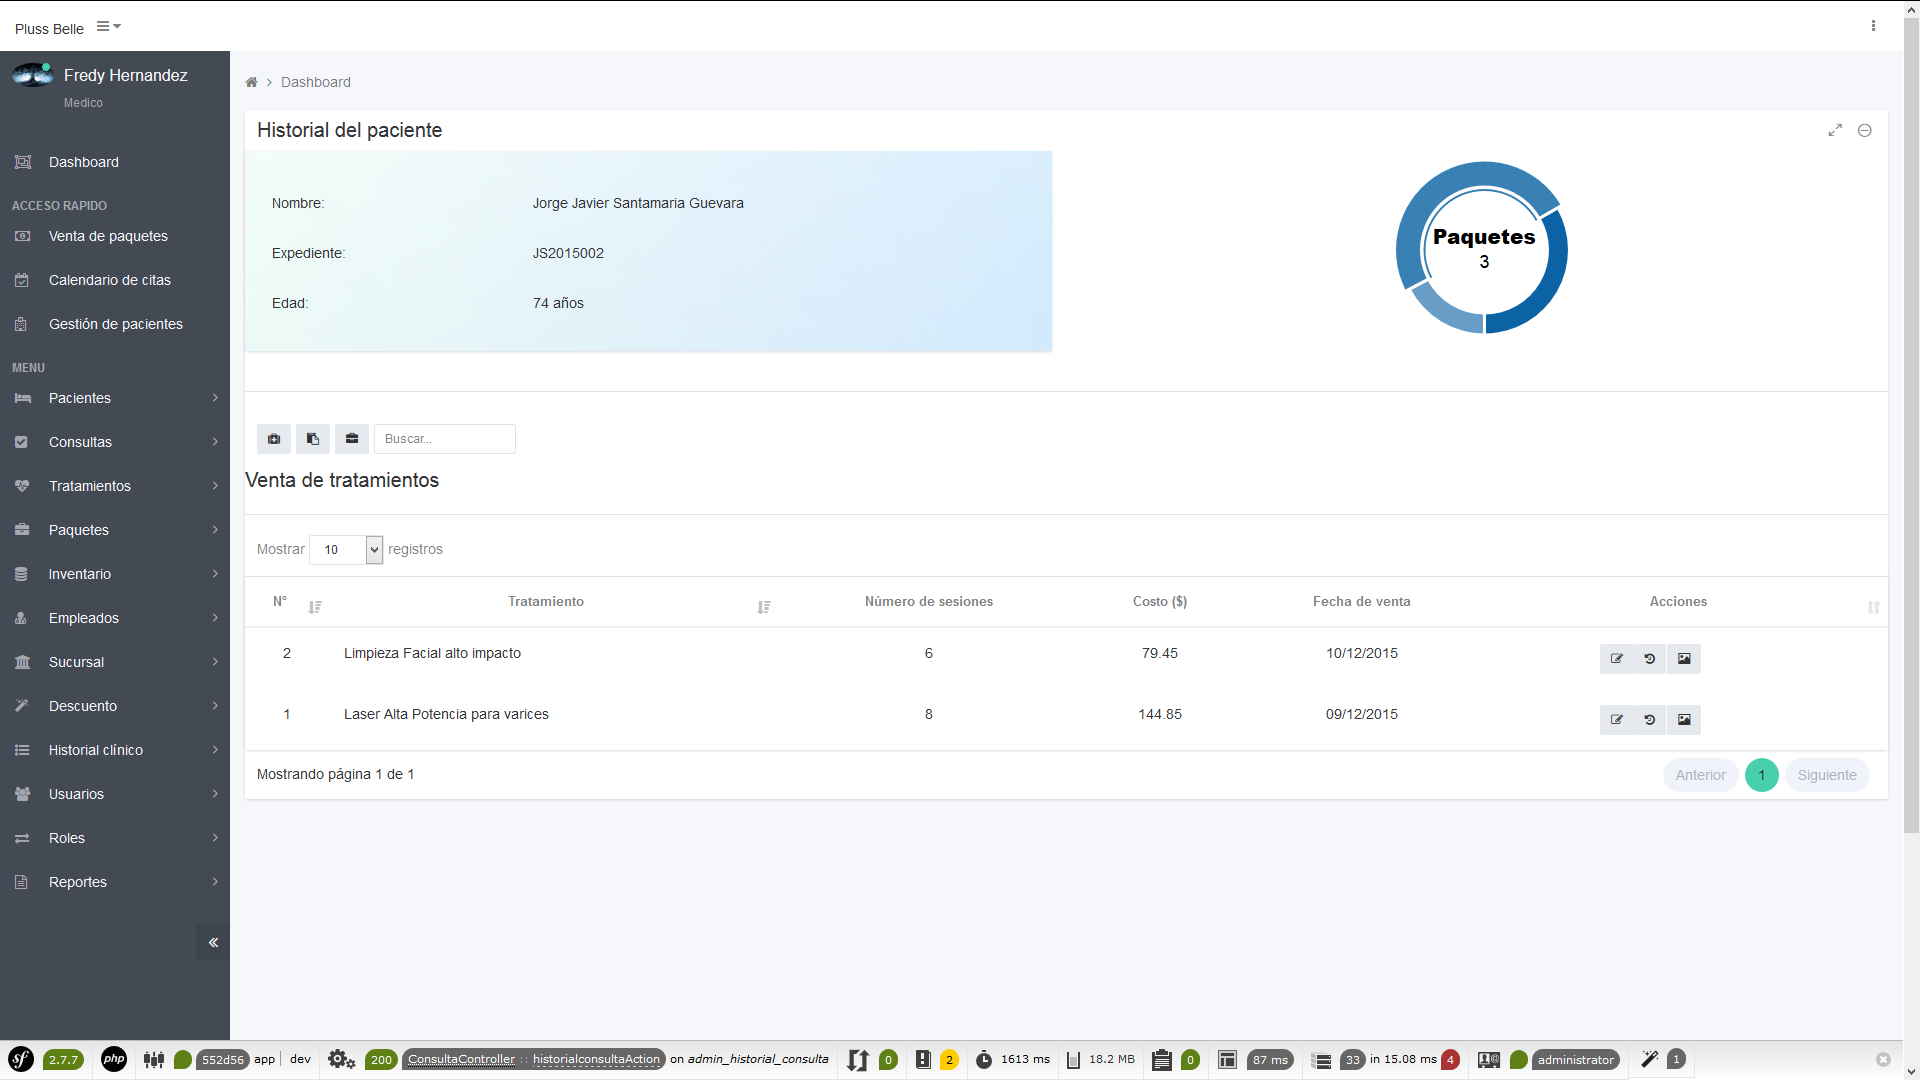 Pluss Belle
Fredy Hernandez
Medico
Dashboard
ACCESO RAPIDO
Venta de paquetes
Calendario de citas
Gestión de pacientes
MENU
Pacientes
Consultas
Tratamientos
Paquetes
Inventario
Empleados
Sucursal
Descuento
Historial clínico
Usuarios
Roles
Reportes
Dashboard
Historial del paciente
Nombre: Jorge Javier Santamaria Guevara
Expediente: JS2015002
Edad: 74 años
Paquetes
3
Buscar...
Venta de tratamientos
Mostrar 10 registros
N° Tratamiento Número de sesiones Costo ($) Fecha de venta Acciones
2 Limpieza Facial alto impacto 6 79.45 10/12/2015
1 Laser Alta Potencia para varices 8 144.85 09/12/2015
Mostrando página 1 de 1
Anterior 1 Siguiente
sf 2.7.7 php 552d56 app dev 200 ConsultaController :: historialconsultaAction on admin_historial_consulta 0 2 1613 ms 18.2 MB 0 87 ms 33 in 15.08 ms 4 administrator 1